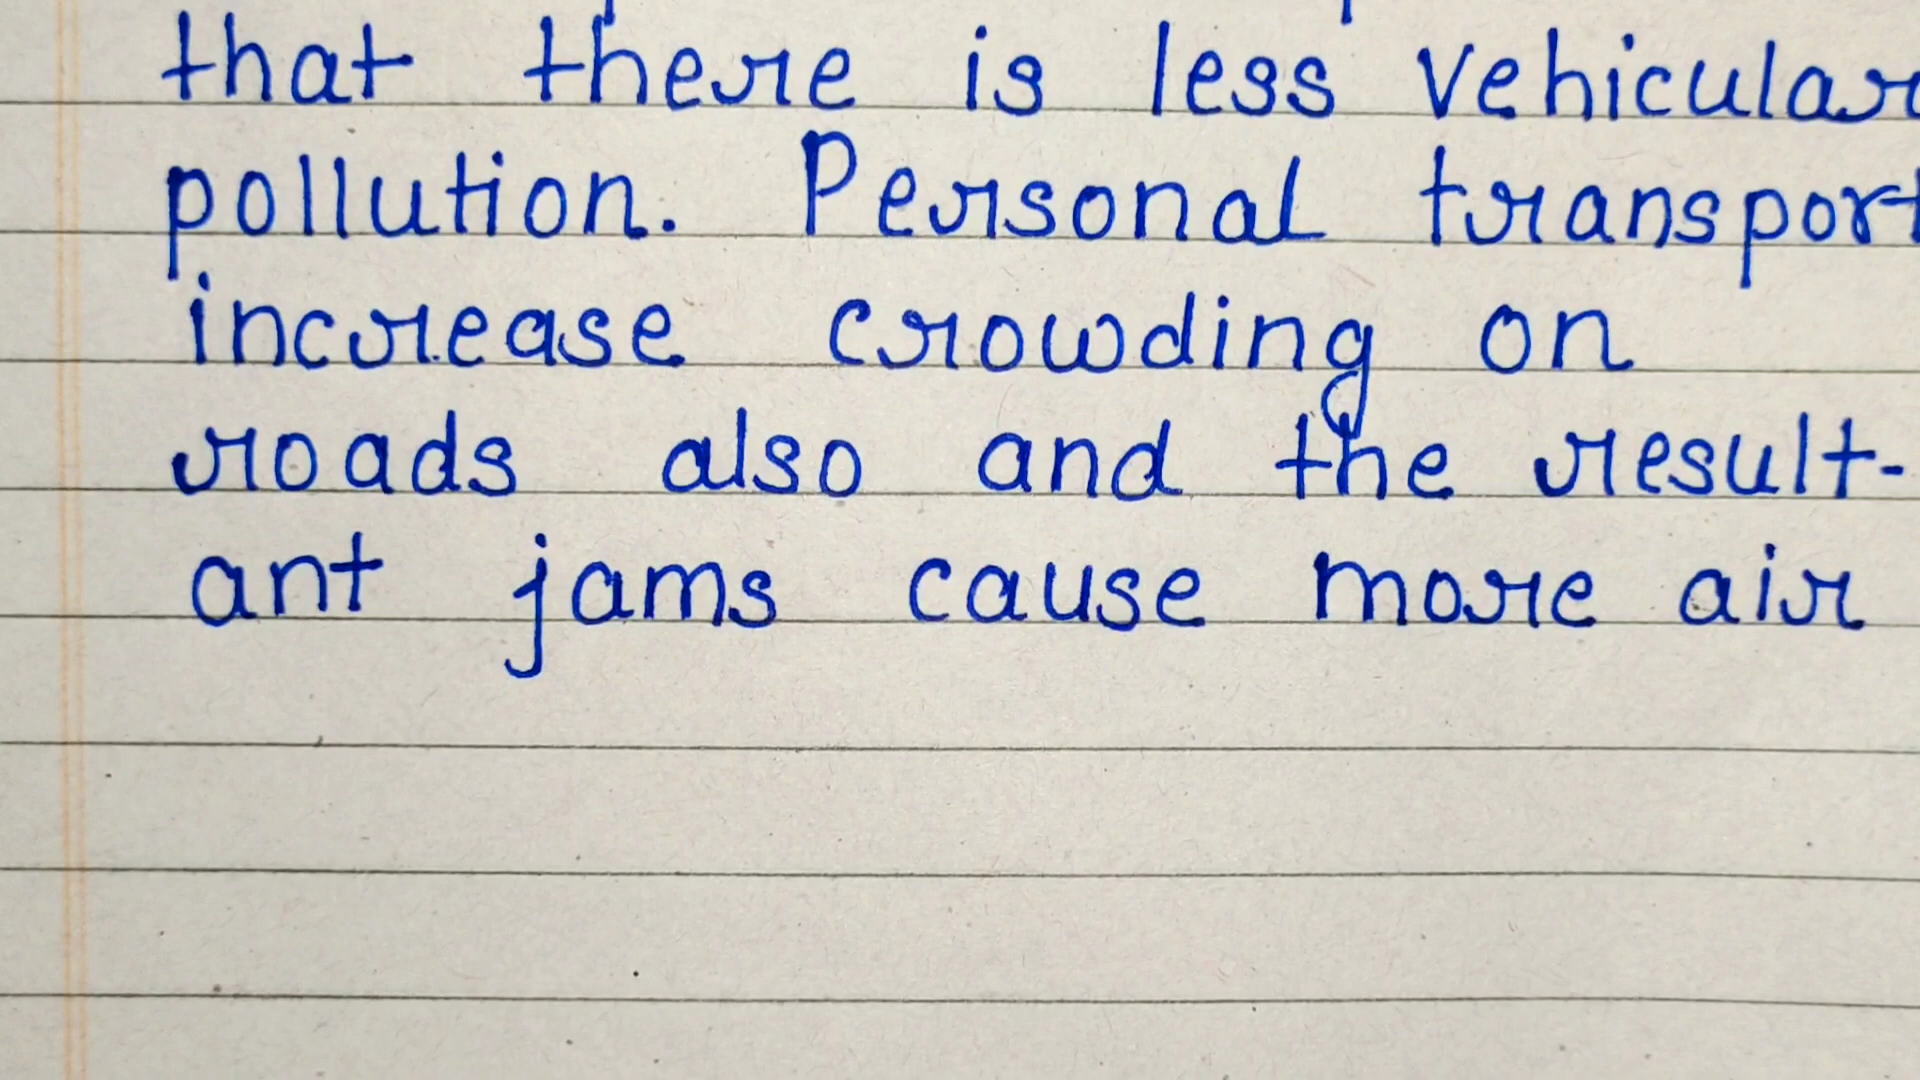 that there is less vehicular
pollution. Personal transport
increase crowding on
roads also and the result-
ant jams cause more air